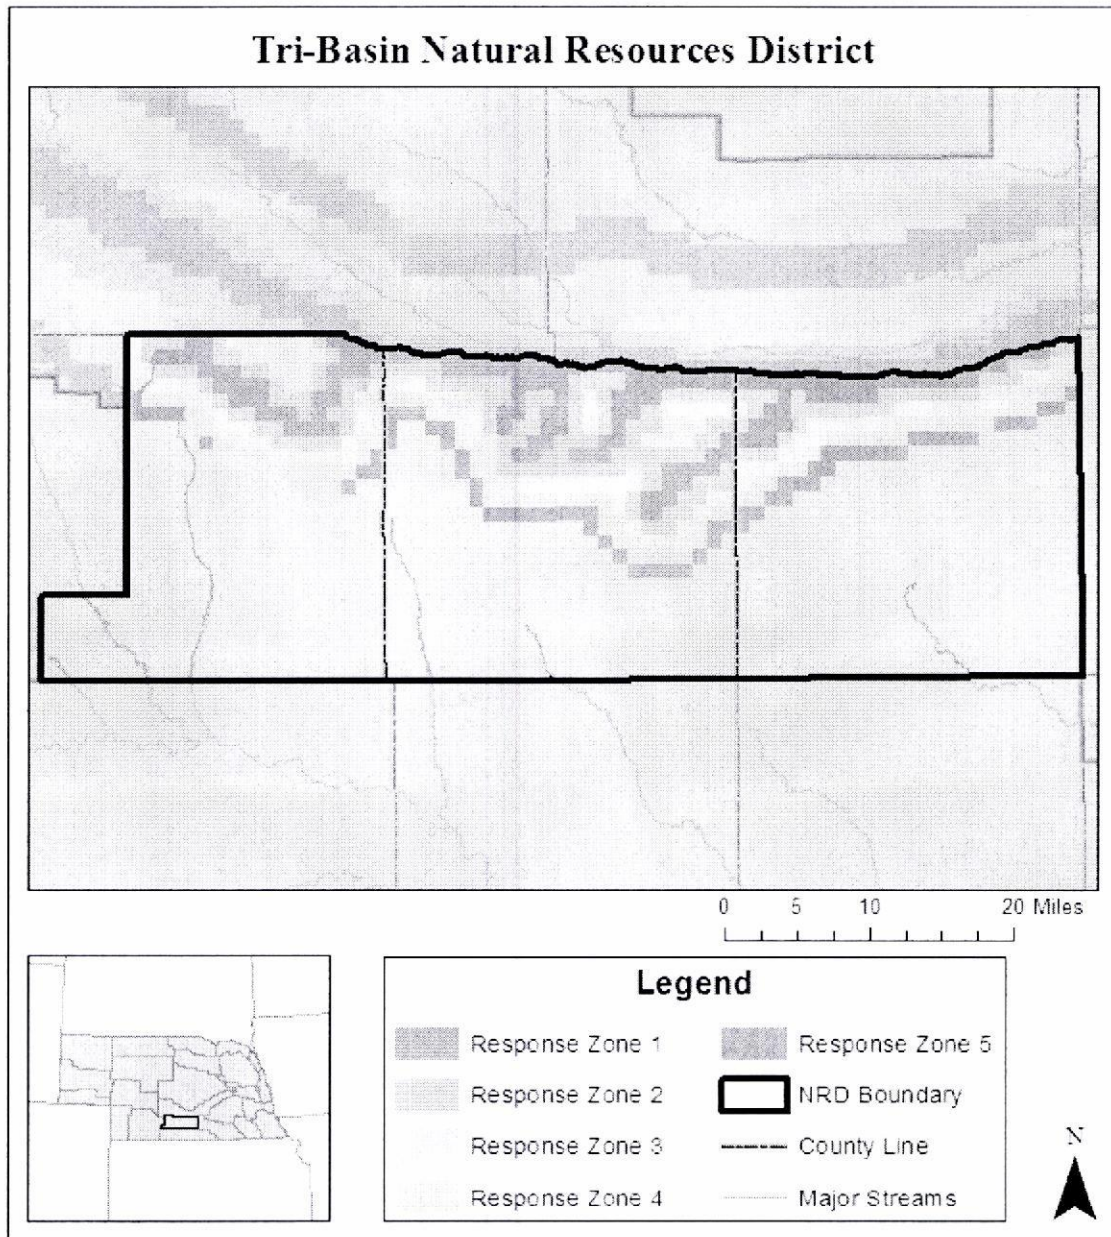 Tri-Basin Natural Resources District
0 5 10 20 Miles
Legend
Response Zone 1
Response Zone 2
Response Zone 3
Response Zone 4
Response Zone 5
NRD Boundary
County Line
Major Streams
N